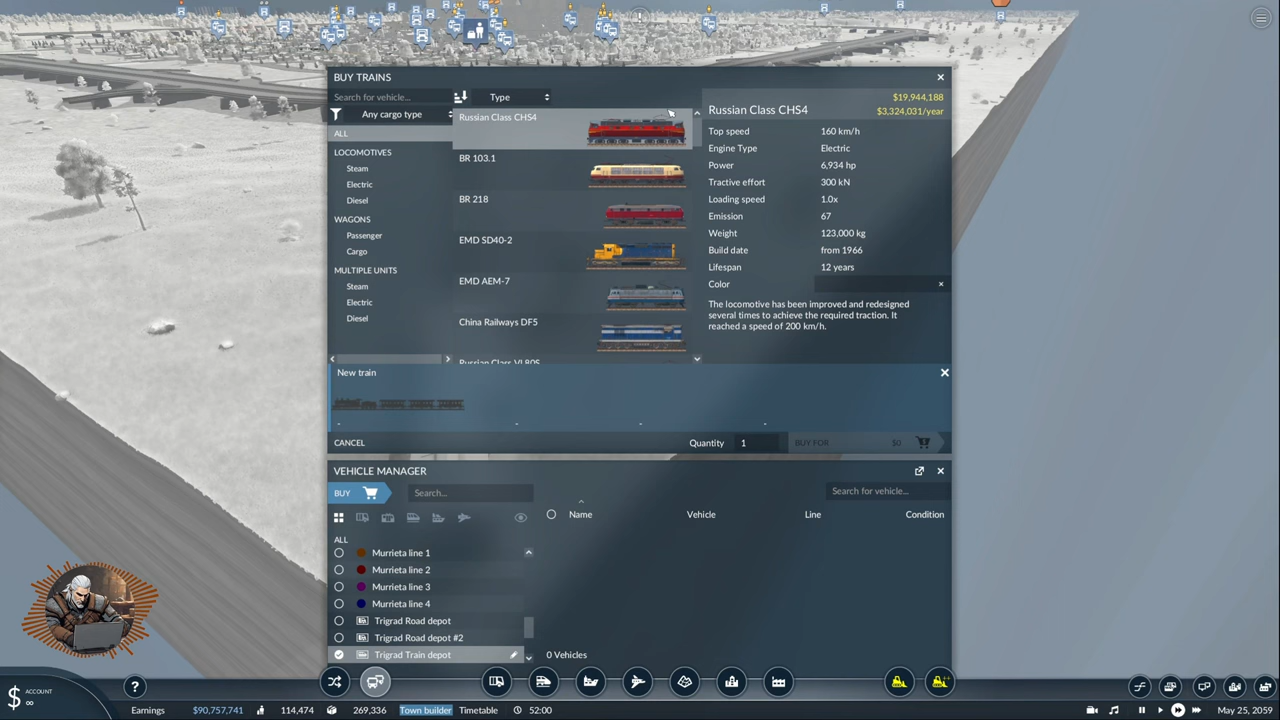 BUY TRAINS
Search for vehicle...
Type
Any cargo type
ALL
LOCOMOTIVES
Steam
Electric
Diesel
WAGONS
Passenger
Cargo
MULTIPLE UNITS
Steam
Electric
Diesel
Russian Class CHS4
BR 103.1
BR 218
EMD SD40-2
EMD AEM-7
China Railways DF5
Russian Class VL80S
$19,944,188
Russian Class CHS4
$3,324,031/year
Top speed 160 km/h
Engine Type Electric
Power 6,934 hp
Tractive effort 300 kN
Loading speed 1.0x
Emission 67
Weight 123,000 kg
Build date from 1966
Lifespan 12 years
Color
The locomotive has been improved and redesigned
several times to achieve the required traction. It
reached a speed of 200 km/h.
New train
- - - -
CANCEL
Quantity 1
BUY FOR $0
VEHICLE MANAGER
BUY
Search...
Search for vehicle...
Name Vehicle Line Condition
ALL
Murrieta line 1
Murrieta line 2
Murrieta line 3
Murrieta line 4
Trigrad Road depot
Trigrad Road depot #2
Trigrad Train depot
0 Vehicles
$ ACCOUNT
∞
?
Earnings $90,757,741 114,474 269,336 Town builder Timetable 52:00 May 25, 2059